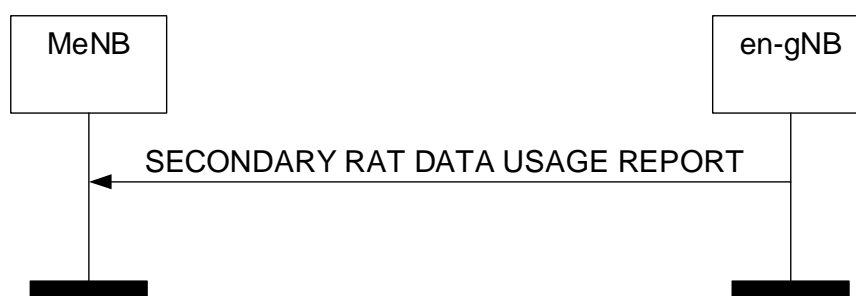 MeNB
en-gNB
SECONDARY RAT DATA USAGE REPORT